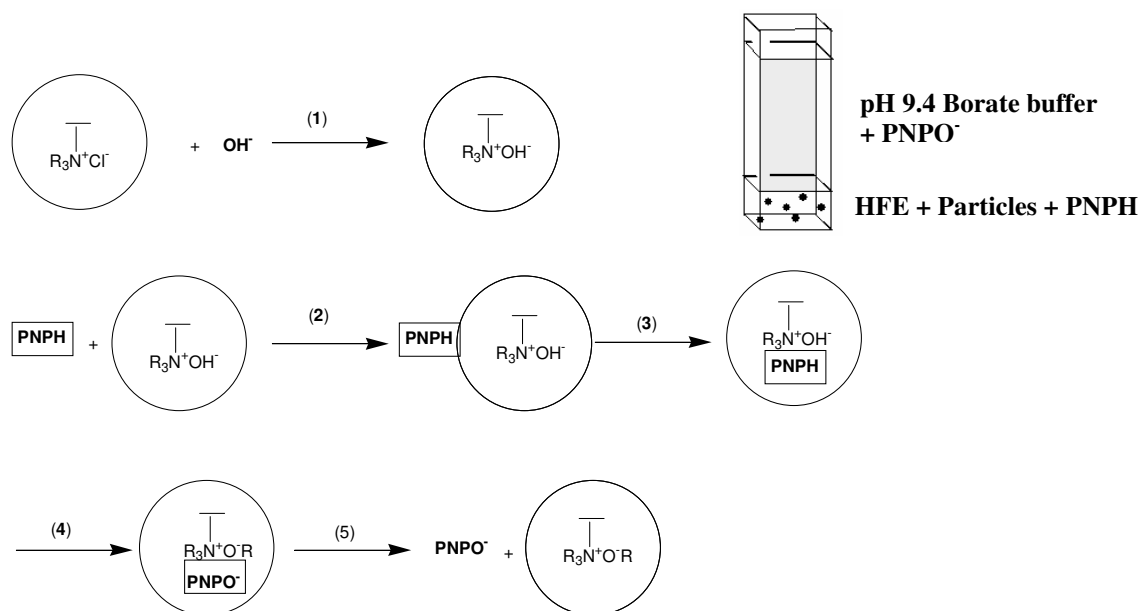 R₃N⁺Cl⁻
+ OH⁻
(1)
R₃N⁺OH⁻
pH 9.4 Borate buffer
+ PNPO⁻
HFE + Particles + PNPH
PNPH
+
R₃N⁺OH⁻
(2)
PNPH
R₃N⁺OH⁻
(3)
R₃N⁺OH⁻
PNPH
(4)
R₃N⁺O⁻R
PNPO⁻
(5)
PNPO⁻ +
R₃N⁺O⁻R